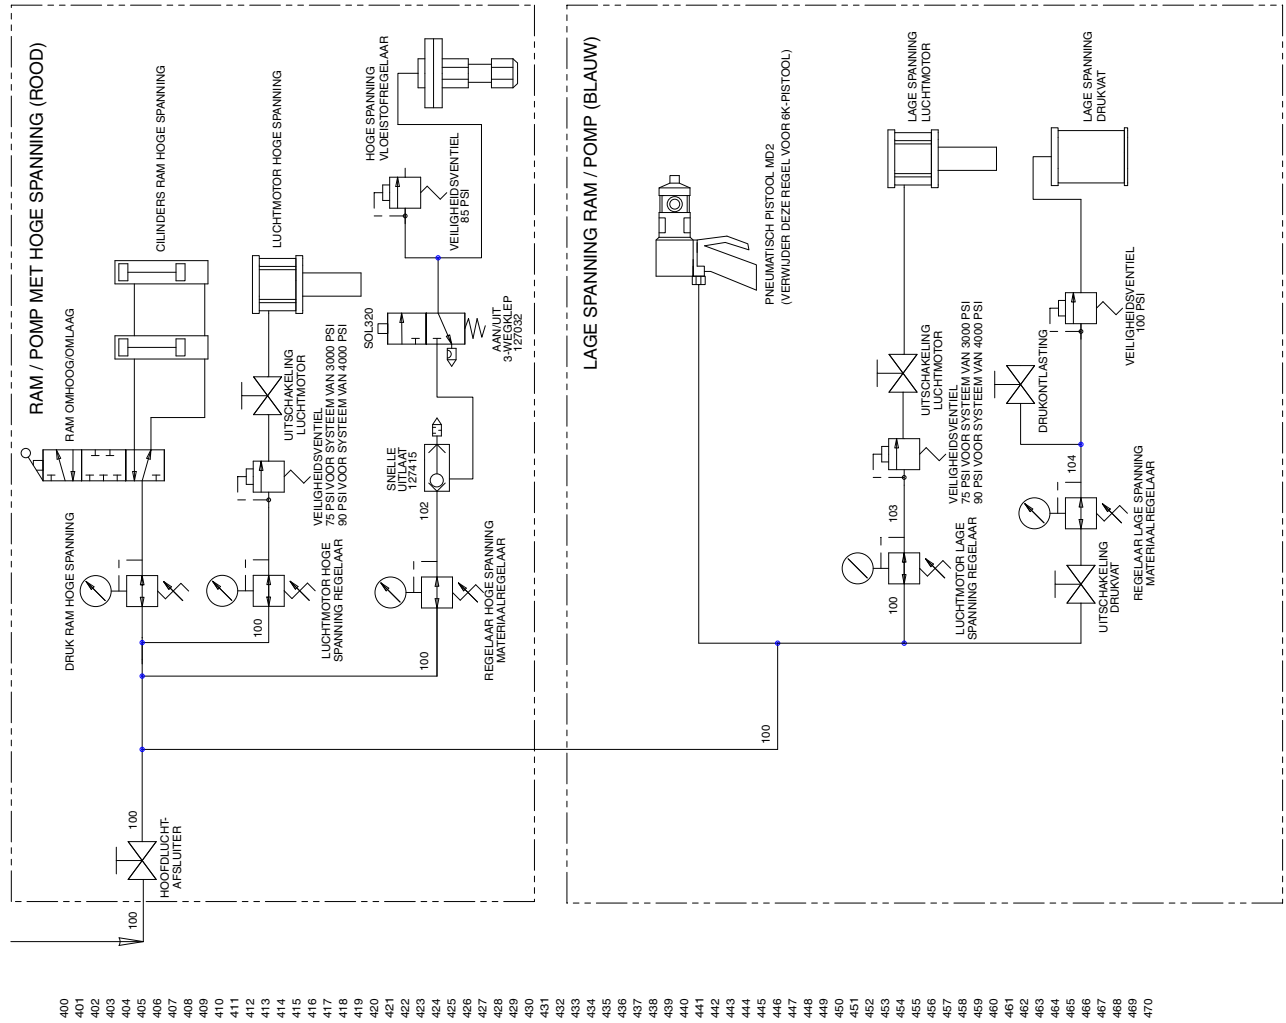 RAM / POMP MET HOGE SPANNING (ROOD)
CILINDERS RAM HOGE SPANNING
RAM OMHOOG/OMLAAG
DRUK RAM HOGE SPANNING
LUCHTMOTOR HOGE SPANNING
UITSCHAKELING
LUCHTMOTOR
VEILIGHEIDSVENTIEL
75 PSI VOOR SYSTEEM VAN 3000 PSI
90 PSI VOOR SYSTEEM VAN 4000 PSI
LUCHTMOTOR HOGE
SPANNING REGELAAR
100
HOGE SPANNING
VLOEISTOFREGELAAR
VEILIGHEIDSVENTIEL
85 PSI
SOL320
AAN/UIT
3-WEGKLEP
127032
SNELLE
UITLAAT
127415
102
REGELAAR HOGE SPANNING
MATERIAALREGELAAR
100
100
HOOFDLUCHT-
AFSLUITER
100
LAGE SPANNING RAM / POMP (BLAUW)
PNEUMATISCH PISTOOL MD2
(VERWIJDER DEZE REGEL VOOR 6K-PISTOOL)
LAGE SPANNING
LUCHTMOTOR
UITSCHAKELING
LUCHTMOTOR
VEILIGHEIDSVENTIEL
75 PSI VOOR SYSTEEM VAN 3000 PSI
90 PSI VOOR SYSTEEM VAN 4000 PSI
103
LUCHTMOTOR LAGE
SPANNING REGELAAR
100
LAGE SPANNING
DRUKVAT
VEILIGHEIDSVENTIEL
100 PSI
DRUKONTLASTING
104
REGELAAR LAGE SPANNING
MATERIAALREGELAAR
UITSCHAKELING
DRUKVAT
100
400
401
402
403
404
405
406
407
408
409
410
411
412
413
414
415
416
417
418
419
420
421
422
423
424
425
426
427
428
429
430
431
432
433
434
435
436
437
438
439
440
441
442
443
444
445
446
447
448
449
450
451
452
453
454
455
456
457
458
459
460
461
462
463
464
465
466
467
468
469
470